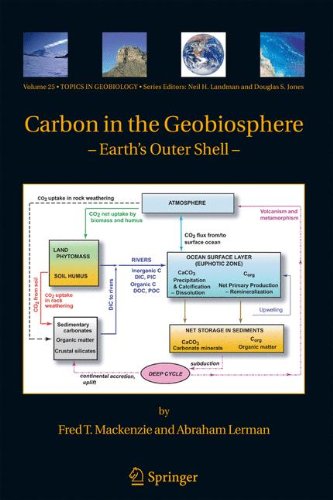 Volume 25 • TOPICS IN GEOBIOLOGY • Series Editors: Neil H. Landman and Douglas S. Jones
Carbon in the Geobiosphere
– Earth's Outer Shell –
CO2 uptake in rock weathering
ATMOSPHERE
Volcanism and
metamorphism
CO2 net uptake by
biomass and humus
CO2 flux from/to
surface ocean
LAND
PHYTOMASS
SOIL HUMUS
RIVERS
Inorganic C
DIC, PIC
Organic C
DOC, POC
OCEAN SURFACE LAYER
(EUPHOTIC ZONE)
CaCO3
Precipitation
& Calcification
– Dissolution
Corg
Net Primary Production
- Remineralization
CO2 from soil
CO2 uptake
in rock
weathering
DIC to rivers
Upwelling
Sedimentary
carbonates
Organic matter
Crustal silicates
NET STORAGE IN SEDIMENTS
CaCO3
Carbonate minerals
Corg
Organic matter
subduction
continental accretion,
uplift
DEEP CYCLE
by
Fred T. Mackenzie and Abraham Lerman
Springer